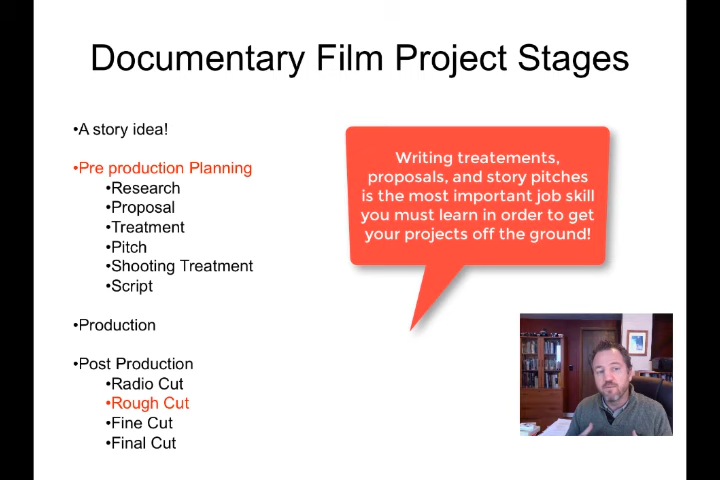 Documentary Film Project Stages
•A story idea!
•Pre production Planning
•Research
•Proposal
•Treatment
•Pitch
•Shooting Treatment
•Script
•Production
•Post Production
•Radio Cut
•Rough Cut
•Fine Cut
•Final Cut
Writing treatements,
proposals, and story pitches
is the most important job skill
you must learn in order to get
your projects off the ground!